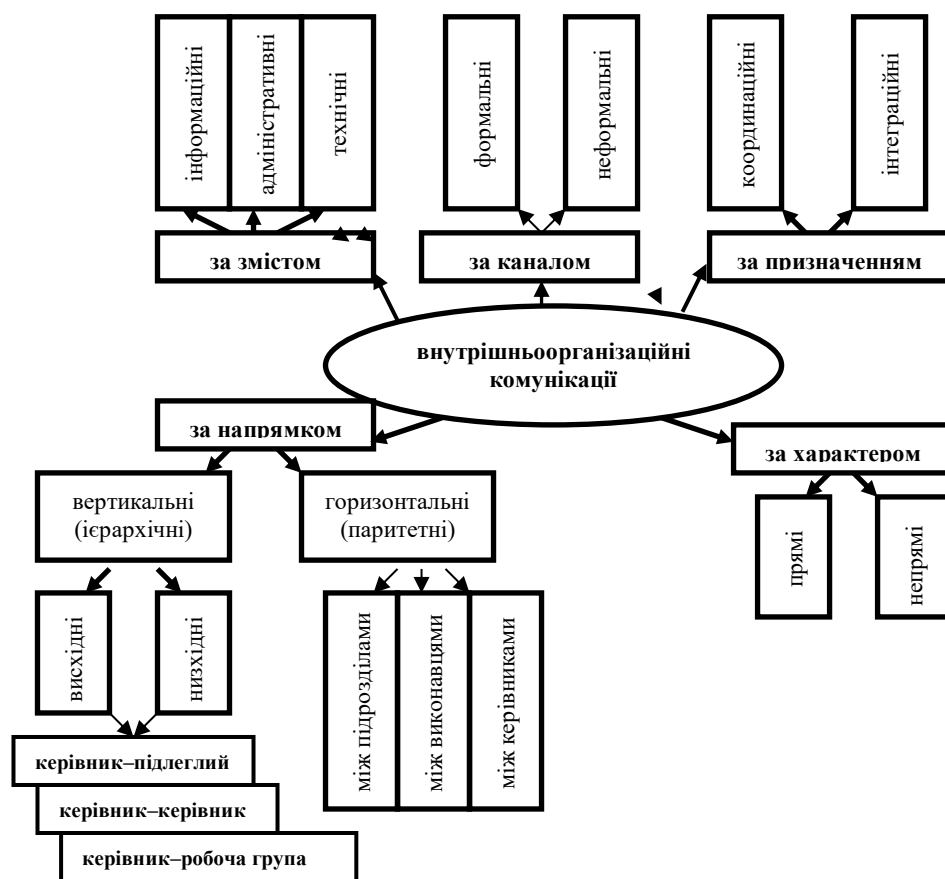 інформаційні
адміністративні
технічні
формальні
неформальні
координаційні
інтеграційні
за змістом
за каналом
за призначенням
внутрішньоорганізаційні
комунікації
за напрямком
за характером
вертикальні
(ієрархічні)
горизонтальні
(паритетні)
прямі
непрямі
висхідні
низхідні
між підрозділами
між виконавцями
між керівниками
керівник–підлеглий
керівник–керівник
керівник–робоча група